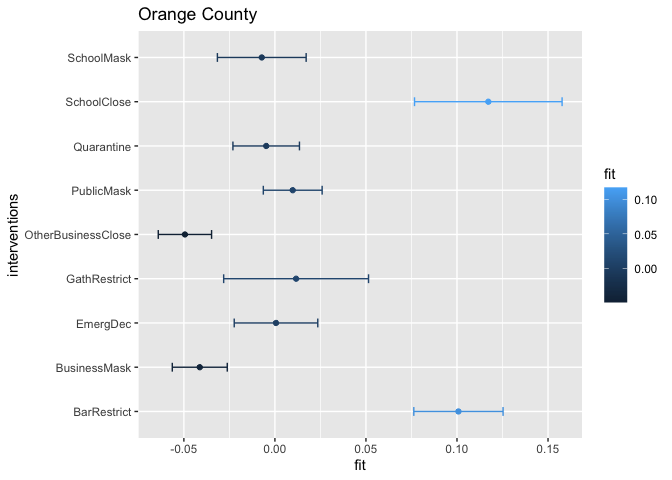 Orange County
interventions
SchoolMask
SchoolClose
Quarantine
PublicMask
OtherBusinessClose
GathRestrict
EmergDec
BusinessMask
BarRestrict
-0.05 0.00 0.05 0.10 0.15
fit
fit
0.10
0.05
0.00